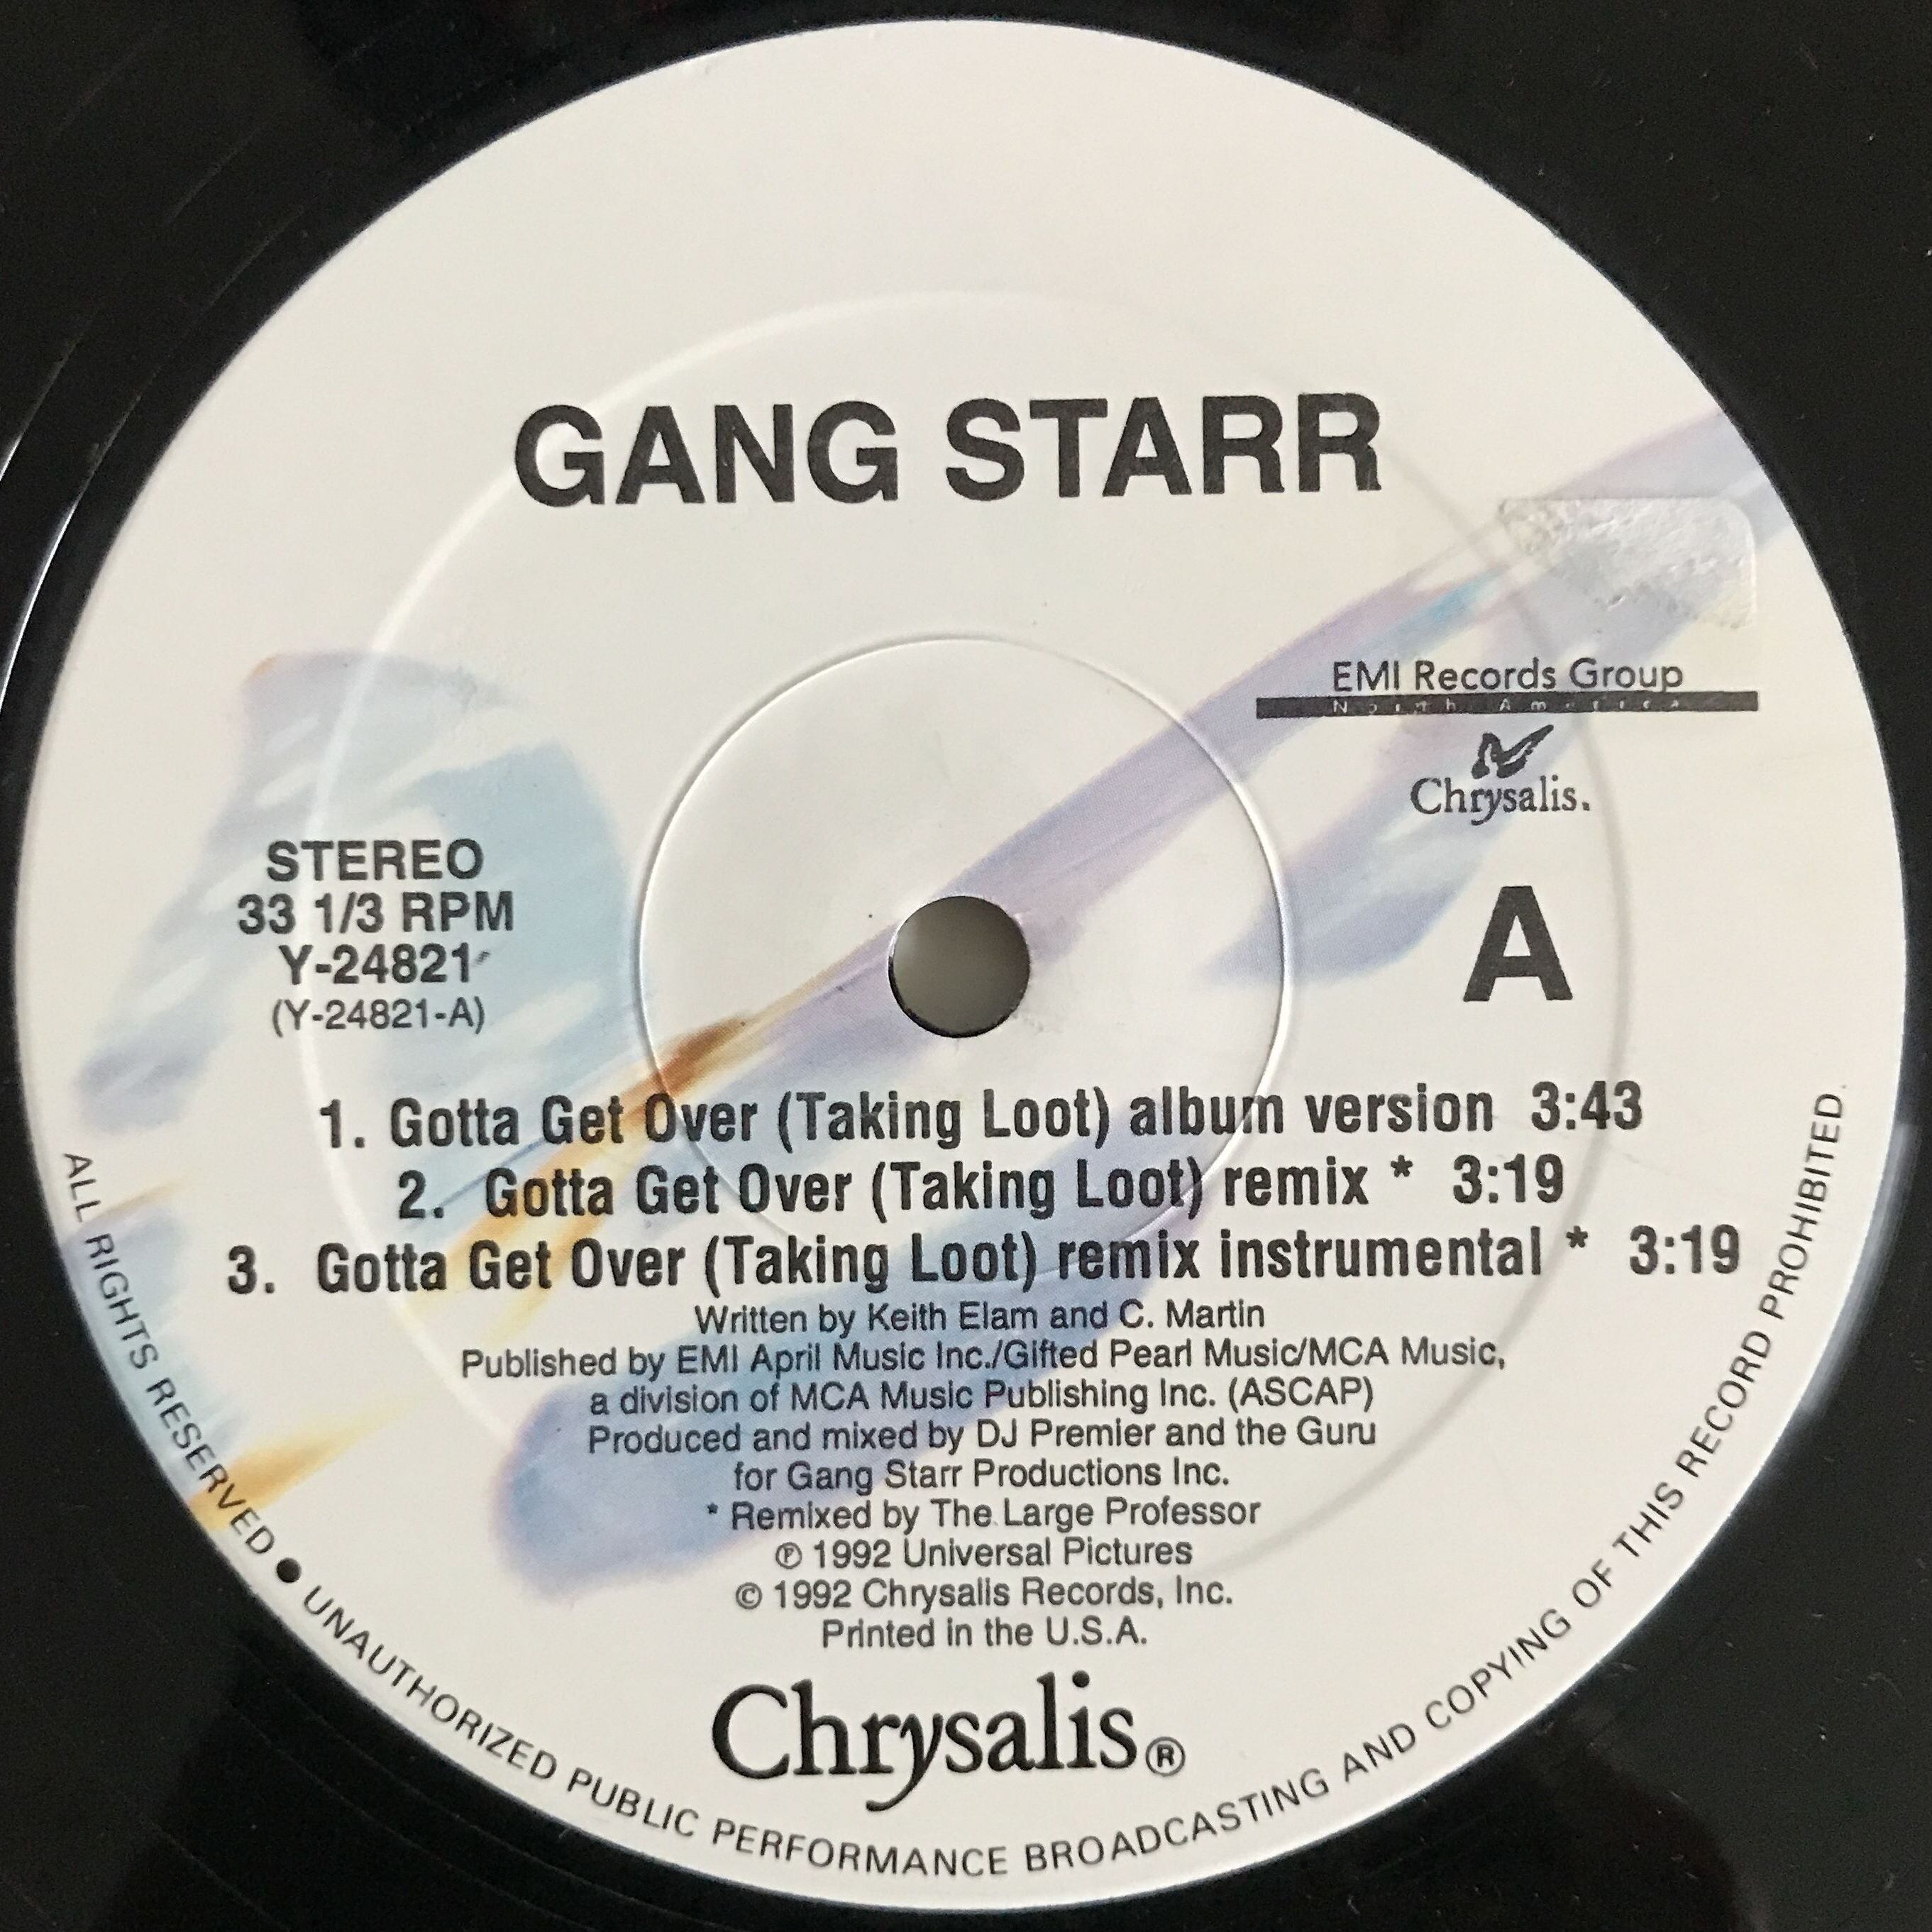 GANG STARR
EMI Records Group
North America
Chrysalis.
STEREO
33 1/3 RPM
Y-24821
(Y-24821-A)
A
1. Gotta Get Over (Taking Loot) album version 3:43
2. Gotta Get Over (Taking Loot) remix * 3:19
3. Gotta Get Over (Taking Loot) remix instrumental * 3:19
Written by Keith Elam and C. Martin
Published by EMI April Music Inc./Gifted Pearl Music/MCA Music,
a division of MCA Music Publishing Inc. (ASCAP)
Produced and mixed by DJ Premier and the Guru
for Gang Starr Productions Inc.
* Remixed by The Large Professor
℗ 1992 Universal Pictures
© 1992 Chrysalis Records, Inc.
Printed in the U.S.A.
Chrysalis®
ALL RIGHTS RESERVED ● UNAUTHORIZED PUBLIC PERFORMANCE BROADCASTING AND COPYING OF THIS RECORD PROHIBITED.